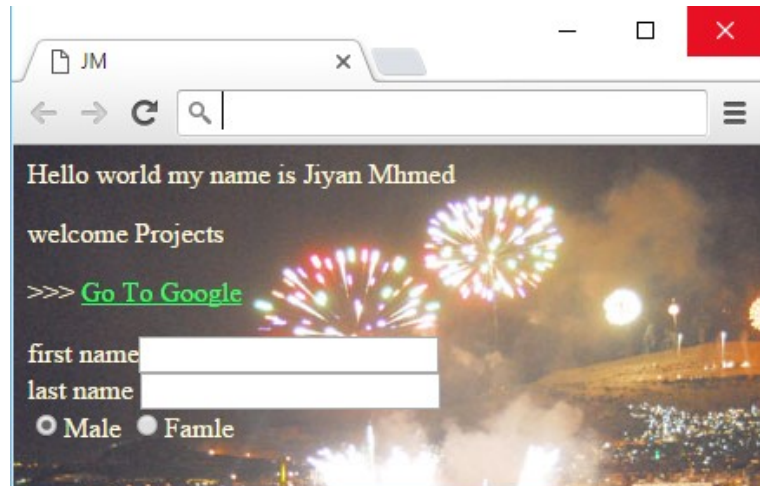 JM
Hello world my name is Jiyan Mhmed
welcome Projects
>>> Go To Google
first name
last name
Male Famle